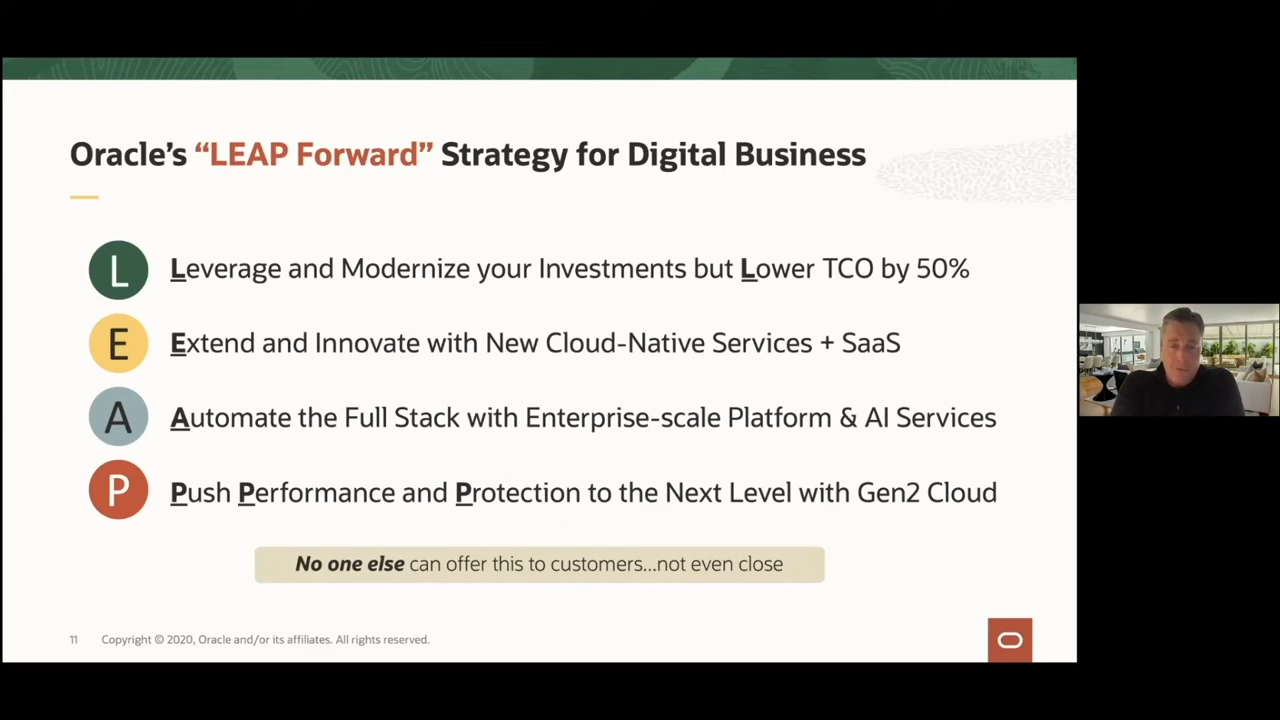 Oracle's “LEAP Forward” Strategy for Digital Business
L Leverage and Modernize your Investments but Lower TCO by 50%
E Extend and Innovate with New Cloud-Native Services + SaaS
A Automate the Full Stack with Enterprise-scale Platform & AI Services
P Push Performance and Protection to the Next Level with Gen2 Cloud
No one else can offer this to customers...not even close
11 Copyright © 2020, Oracle and/or its affiliates. All rights reserved.